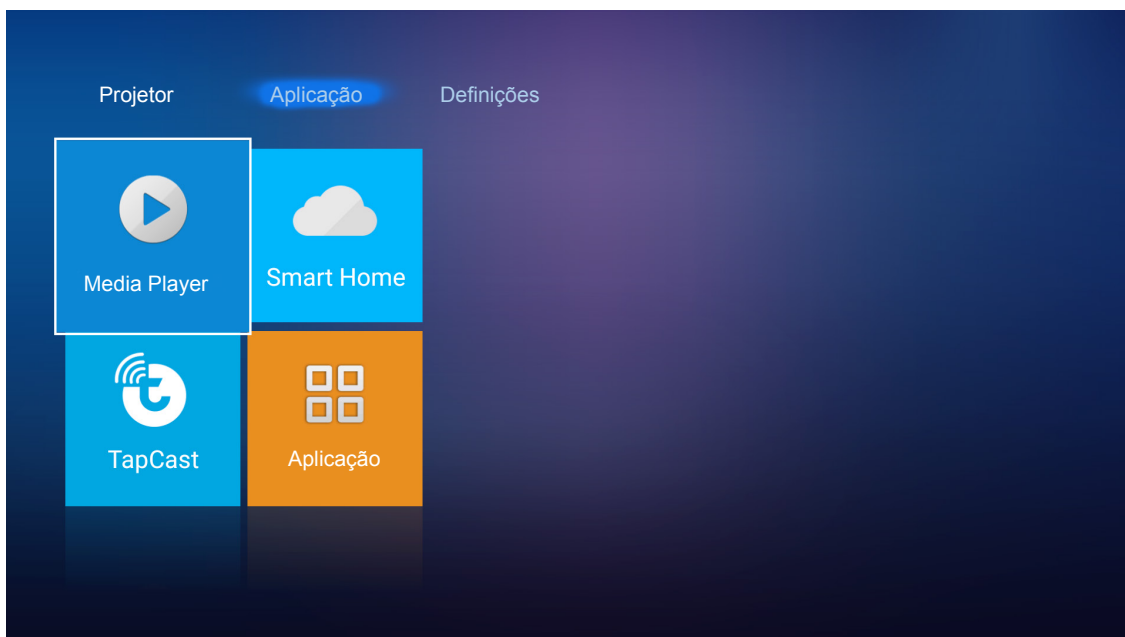 Projetor Aplicação Definições
Media Player Smart Home
TapCast Aplicação